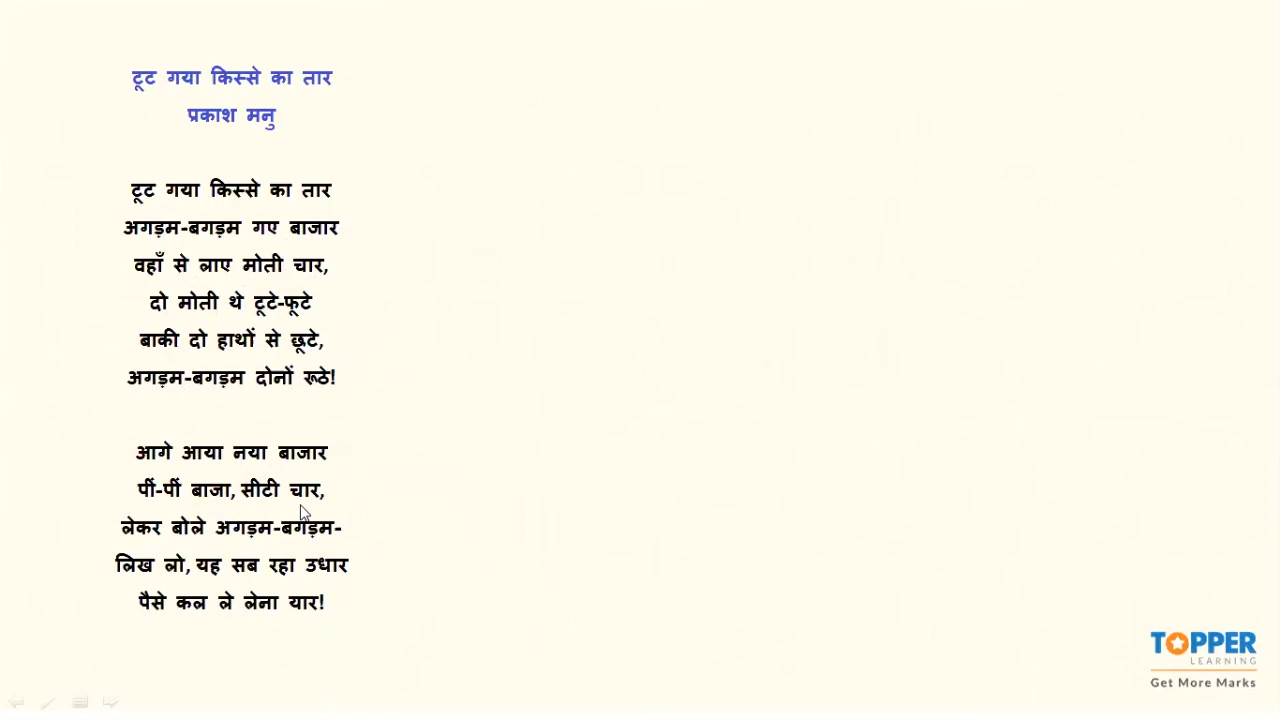 टूट गया किस्से का तार
प्रकाश मनु
टूट गया किस्से का तार
अगड़म-बगड़म गए बाजार
वहाँ से लाए मोती चार,
दो मोती थे टूटे-फूटे
बाकी दो हाथों से छूटे,
अगड़म-बगड़म दोनों रूठे!
आगे आया नया बाजार
पीं-पीं बाजा, सीटी चार,
लेकर बोले अगड़म-बगड़म-
लिख लो, यह सब रहा उधार
पैसे कल ले लेना यार!
TOPPER
LEARNING
Get More Marks